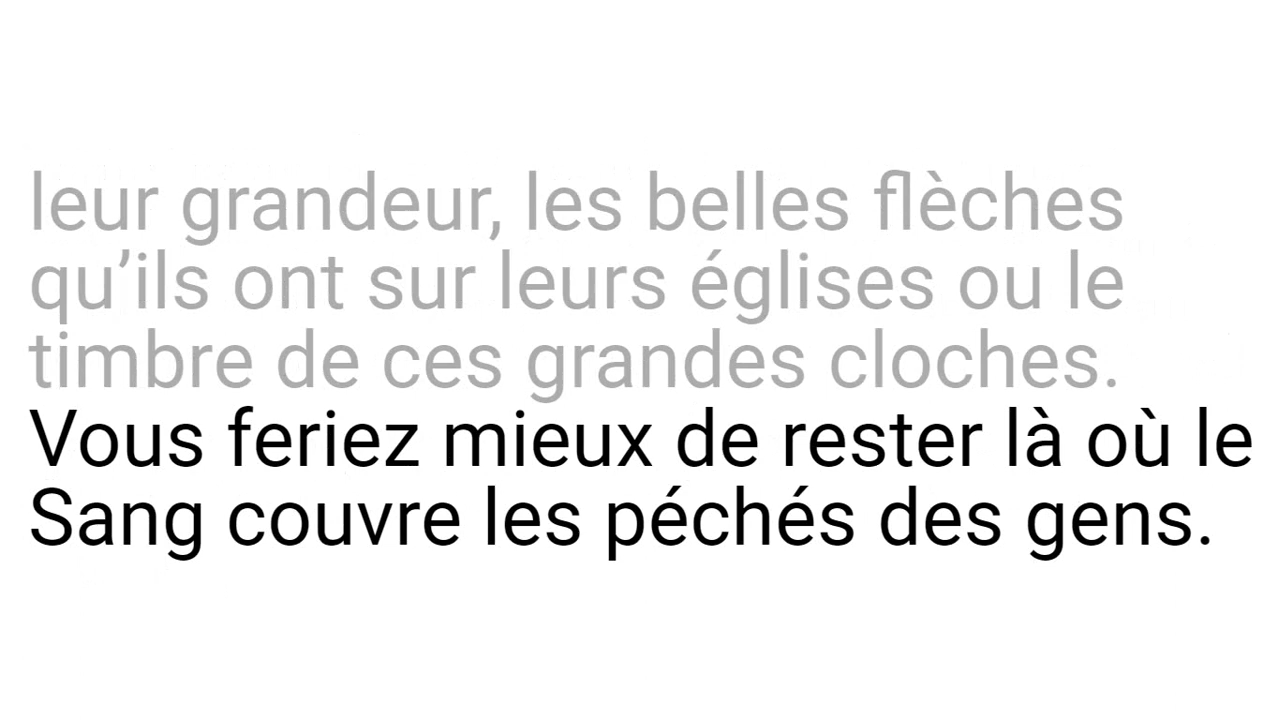 leur grandeur, les belles flèches
qu’ils ont sur leurs églises ou le
timbre de ces grandes cloches.
Vous feriez mieux de rester là où le
Sang couvre les péchés des gens.